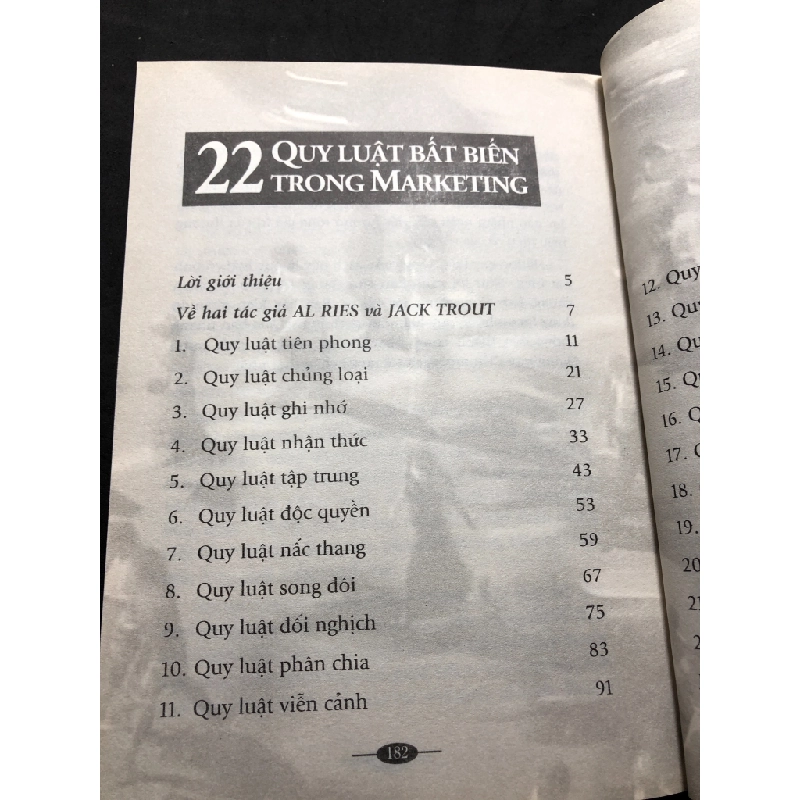 22 QUY LUẬT BẤT BIẾN
TRONG MARKETING
Lời giới thiệu 5
Về hai tác giả AL RIES và JACK TROUT 7
1. Quy luật tiên phong 11
2. Quy luật chủng loại 21
3. Quy luật ghi nhớ 27
4. Quy luật nhận thức 33
5. Quy luật tập trung 43
6. Quy luật độc quyền 53
7. Quy luật nấc thang 59
8. Quy luật song đôi 67
9. Quy luật đối nghịch 75
10. Quy luật phân chia 83
11. Quy luật viễn cảnh 91
182
12. Quy
13. Qu
14. Qu
15. Q
16. Q
17.
18.
19.
20